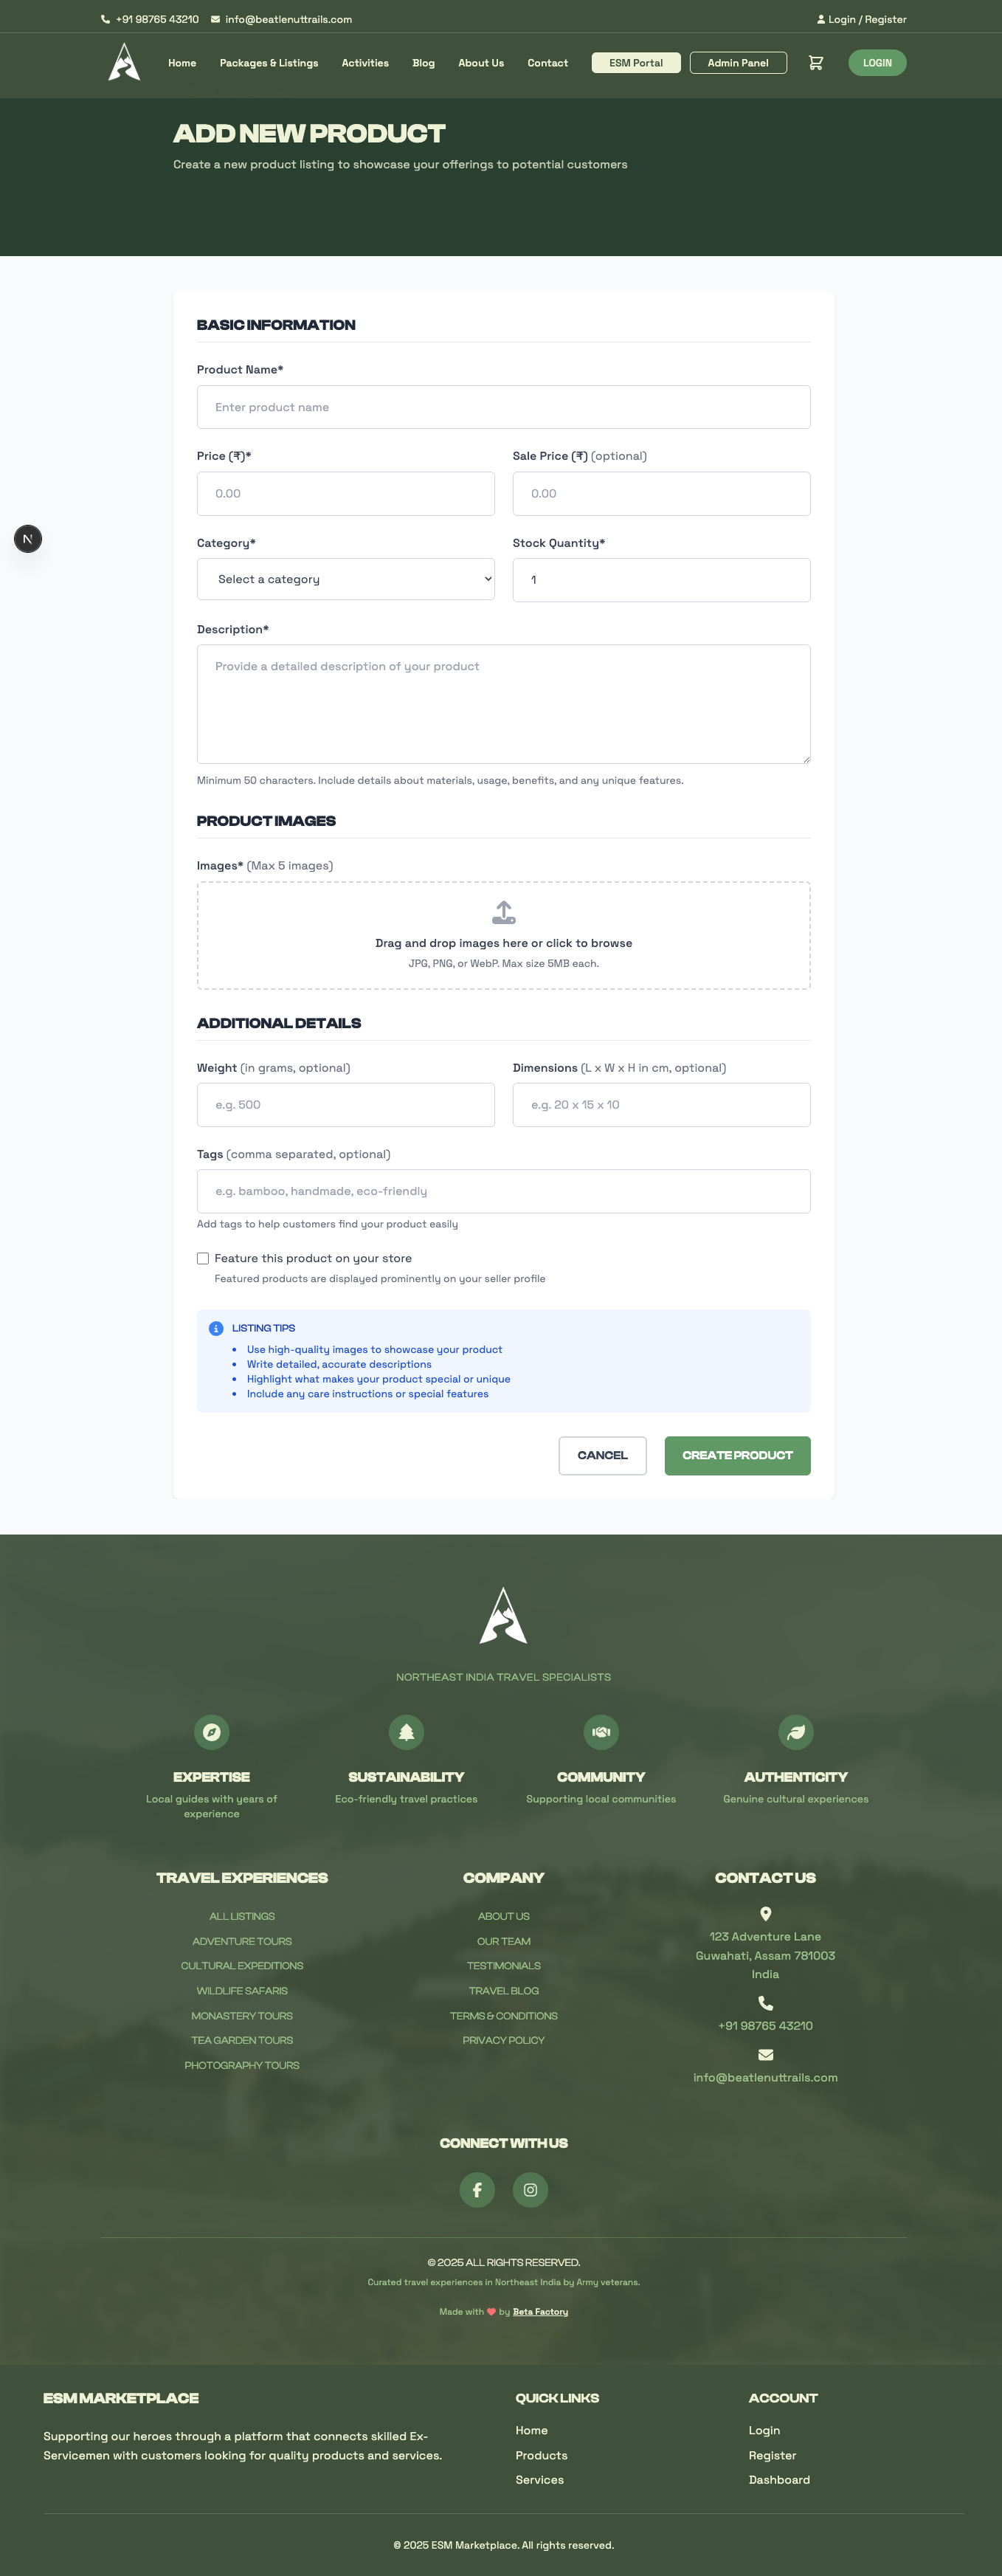 +91 98765 43210 info@beatlenuttrails.com Login / Register
Home Packages & Listings Activities Blog About Us Contact ESM Portal Admin Panel LOGIN
ADD NEW PRODUCT
Create a new product listing to showcase your offerings to potential customers
BASIC INFORMATION
Product Name*
Enter product name
Price (₹)* Sale Price (₹) (optional)
0.00 0.00
Category* Stock Quantity*
Select a category 1
Description*
Provide a detailed description of your product
Minimum 50 characters. Include details about materials, usage, benefits, and any unique features.
PRODUCT IMAGES
Images* (Max 5 images)
Drag and drop images here or click to browse
JPG, PNG, or WebP. Max size 5MB each.
ADDITIONAL DETAILS
Weight (in grams, optional) Dimensions (L x W x H in cm, optional)
e.g. 500 e.g. 20 x 15 x 10
Tags (comma separated, optional)
e.g. bamboo, handmade, eco-friendly
Add tags to help customers find your product easily
Feature this product on your store
Featured products are displayed prominently on your seller profile
LISTING TIPS
Use high-quality images to showcase your product
Write detailed, accurate descriptions
Highlight what makes your product special or unique
Include any care instructions or special features
CANCEL CREATE PRODUCT
NORTHEAST INDIA TRAVEL SPECIALISTS
EXPERTISE SUSTAINABILITY COMMUNITY AUTHENTICITY
Local guides with years of Eco-friendly travel practices Supporting local communities Genuine cultural experiences
experience
TRAVEL EXPERIENCES
ALL LISTINGS
ADVENTURE TOURS
CULTURAL EXPEDITIONS
WILDLIFE SAFARIS
MONASTERY TOURS
TEA GARDEN TOURS
PHOTOGRAPHY TOURS
COMPANY
ABOUT US
OUR TEAM
TESTIMONIALS
TRAVEL BLOG
TERMS & CONDITIONS
PRIVACY POLICY
CONTACT US
123 Adventure Lane
Guwahati, Assam 781003
India
+91 98765 43210
info@beatlenuttrails.com
CONNECT WITH US
© 2025 ALL RIGHTS RESERVED.
Curated travel experiences in Northeast India by Army veterans.
Made with by Beta Factory
ESM MARKETPLACE
Supporting our heroes through a platform that connects skilled Ex-
Servicemen with customers looking for quality products and services.
QUICK LINKS
Home
Products
Services
ACCOUNT
Login
Register
Dashboard
© 2025 ESM Marketplace. All rights reserved.